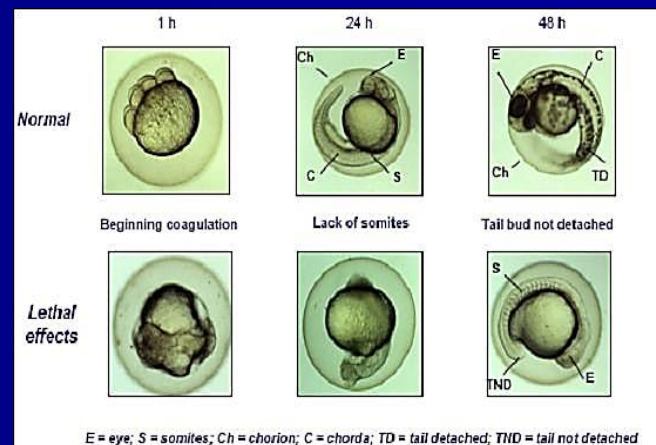 1 h 24 h 48 h
Ch E E C
Normal
C S Ch TD
Beginning coagulation Lack of somites Tail bud not detached
S
Lethal
effects
TND E
E = eye; S = somites; Ch = chorion; C = chorda; TD = tail detached; TND = tail not detached